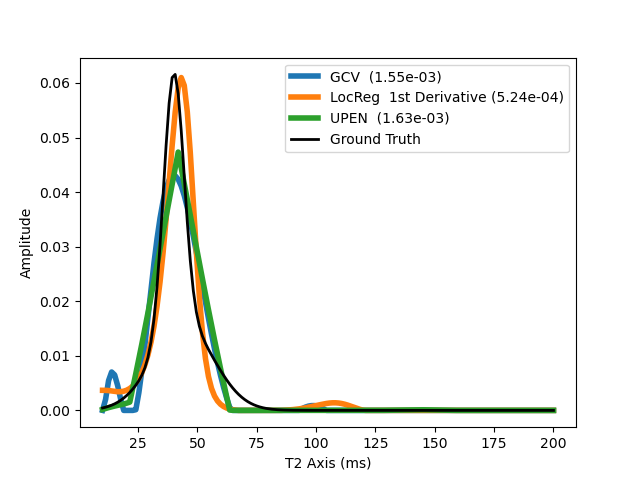 GCV (1.55e-03)
LocReg 1st Derivative (5.24e-04)
UPEN (1.63e-03)
Ground Truth
0.06
0.05
0.04
0.03
0.02
0.01
0.00
Amplitude
25 50 75 100 125 150 175 200
T2 Axis (ms)